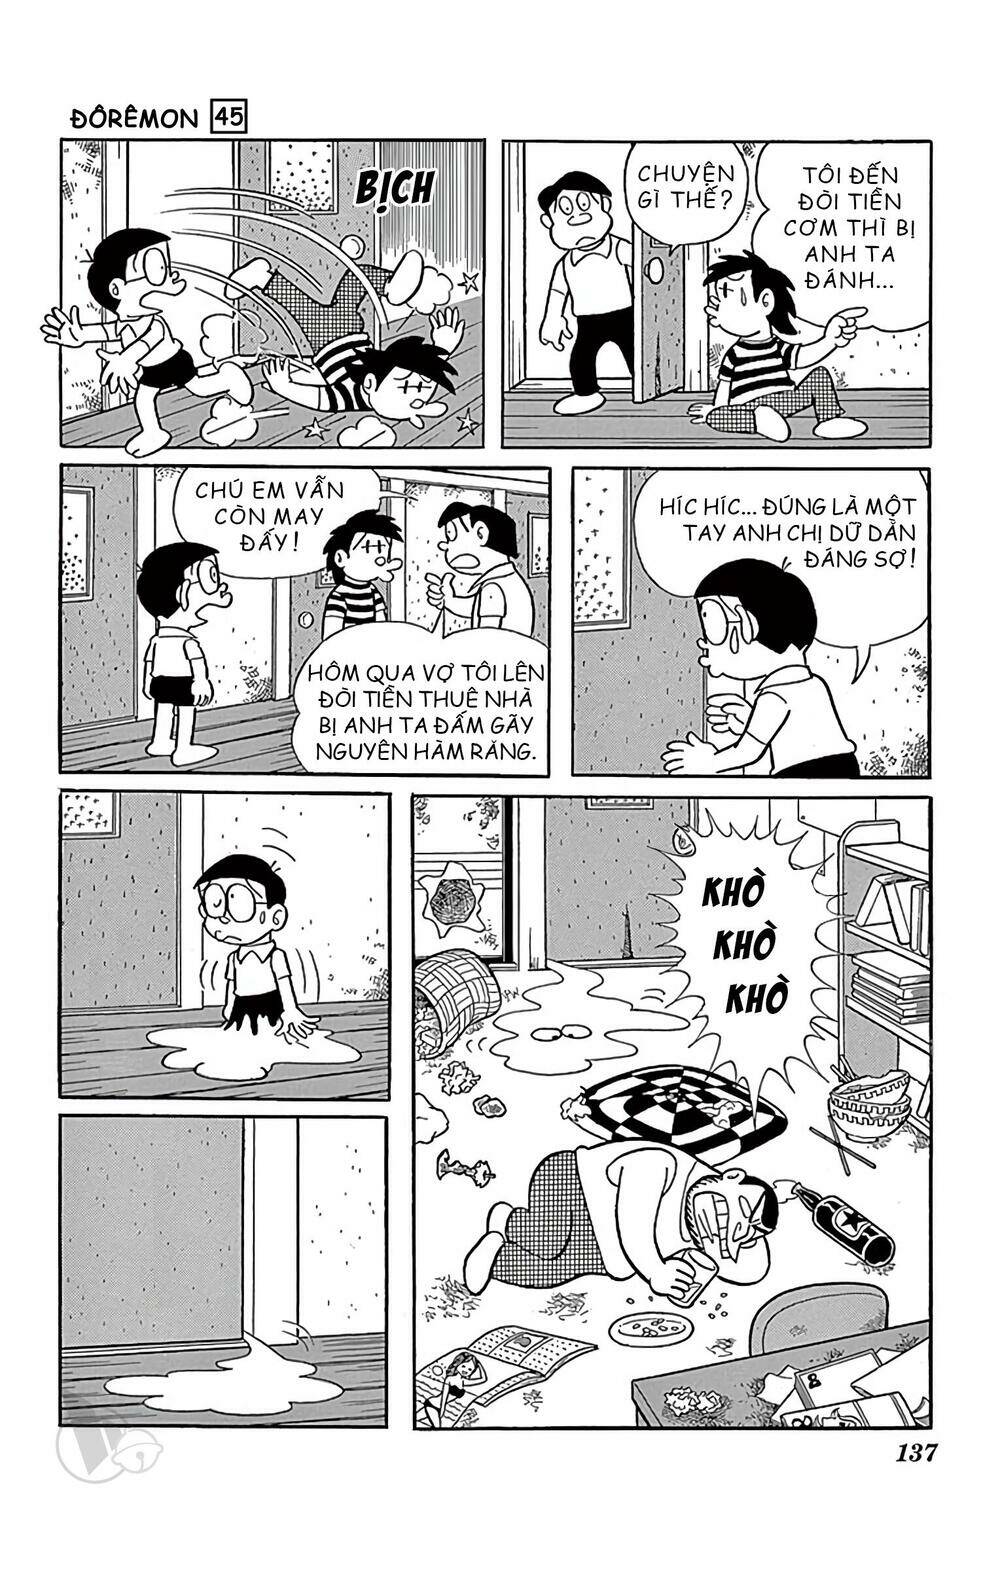 ĐÔRÊMON 45
BỊCH
CHUYỆN
GÌ THẾ?
TÔI ĐẾN
ĐÒI TIỀN
CƠM THÌ BỊ
ANH TA
ĐÁNH...
CHÚ EM VẪN
CÒN MAY
ĐẤY!
HÔM QUA VỢ TÔI LÊN
ĐÒI TIỀN THUÊ NHÀ
BỊ ANH TA ĐẤM GÃY
NGUYÊN HÀM RĂNG.
HÍC HÍC... ĐÚNG LÀ MỘT
TAY ANH CHỊ DỮ DẰN
ĐÁNG SỢ!
KHÒ
KHÒ
KHÒ
8
137